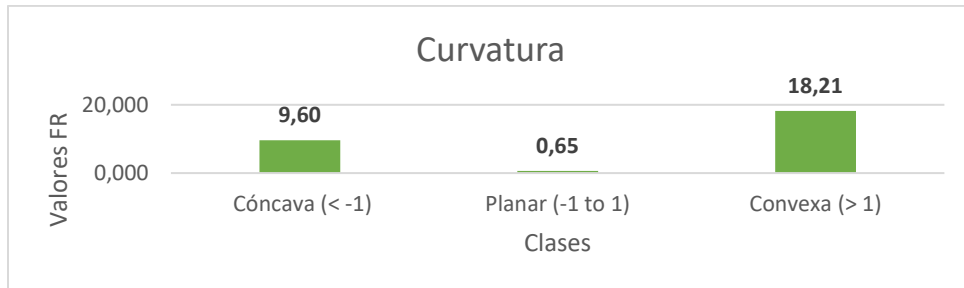 Curvatura
Valores FR
20,000
0,000
9,60
0,65
18,21
Cóncava (< -1)
Planar (-1 to 1)
Convexa (> 1)
Clases